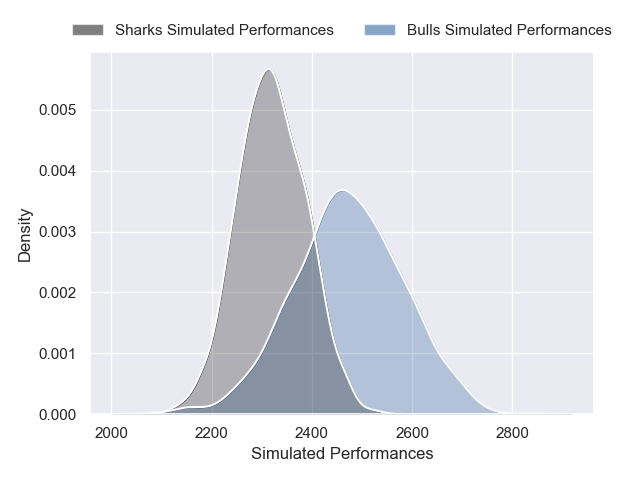 Sharks Simulated Performances Bulls Simulated Performances
0.005
0.004
0.003
0.002
0.001
0.000
Density
2000 2200 2400 2600 2800
Simulated Performances